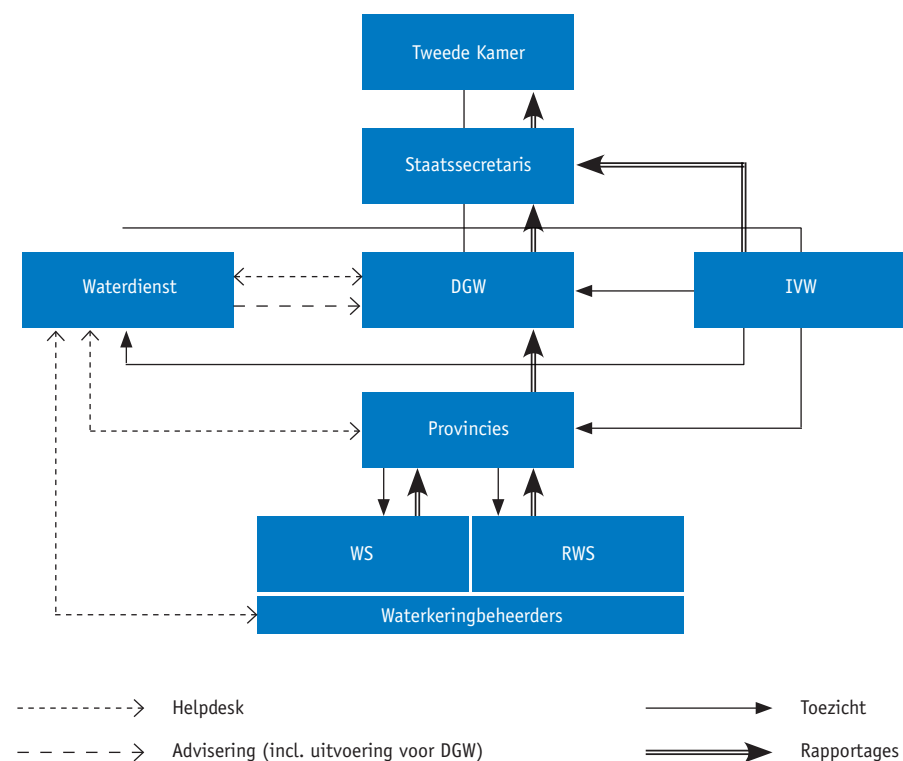 Tweede Kamer
Staatssecretaris
Waterdienst
DGW
IVW
Provincies
WS
RWS
Waterkeringbeheerders
Helpdesk
Toezicht
Advisering (incl. uitvoering voor DGW)
Rapportages